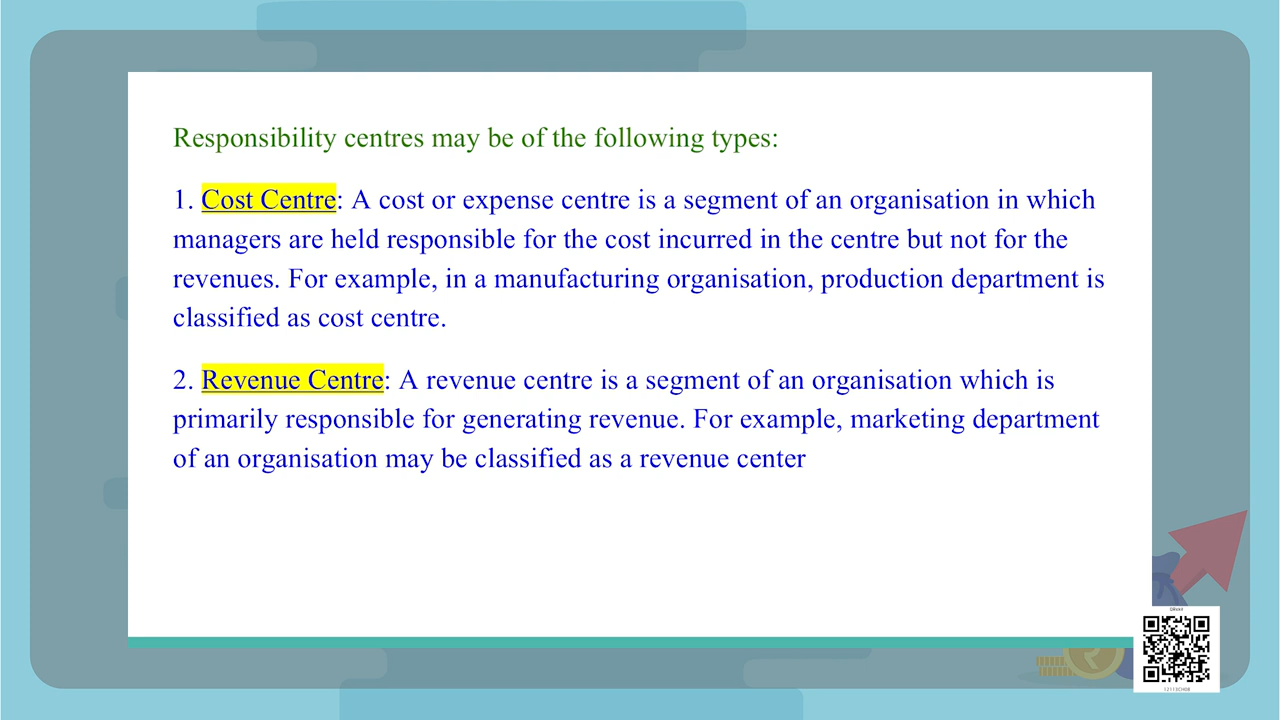 Responsibility centres may be of the following types:
1. Cost Centre: A cost or expense centre is a segment of an organisation in which
managers are held responsible for the cost incurred in the centre but not for the
revenues. For example, in a manufacturing organisation, production department is
classified as cost centre.
2. Revenue Centre: A revenue centre is a segment of an organisation which is
primarily responsible for generating revenue. For example, marketing department
of an organisation may be classified as a revenue center
12113CH08